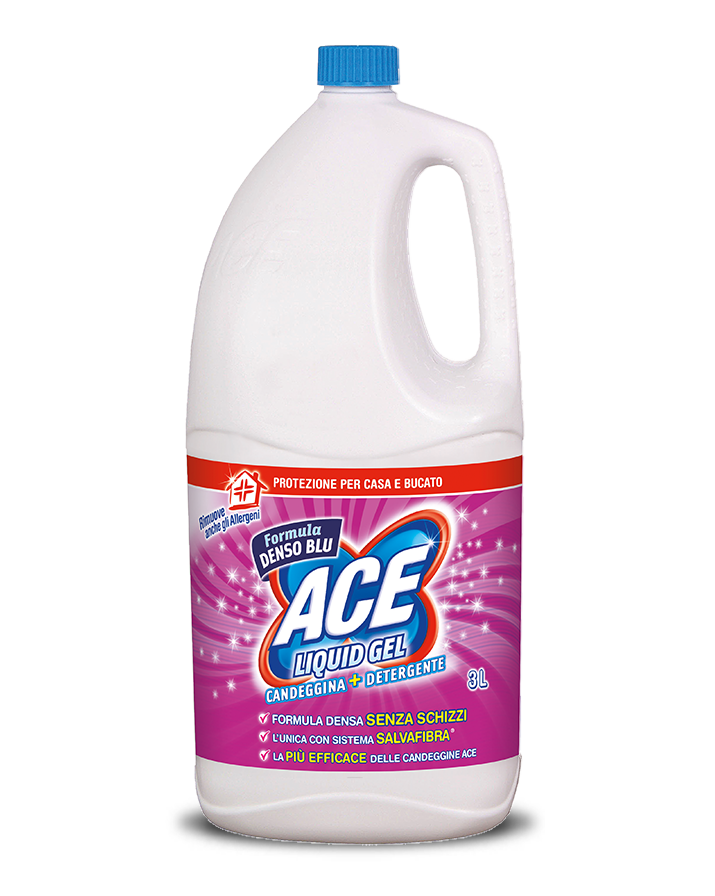 PROTEZIONE PER CASA E BUCATO
Rimuove
anche gli Allergeni
Formula
DENSO BLU
ACE
LIQUID GEL
CANDEGGINA + DETERGENTE
3L
FORMULA DENSA SENZA SCHIZZI
L'UNICA CON SISTEMA SALVAFIBRA*
LA PIÙ EFFICACE DELLE CANDEGGINE ACE